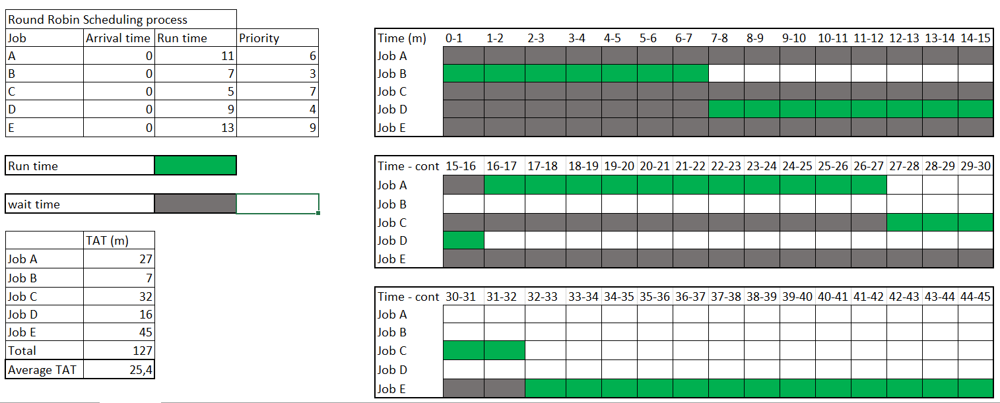 Round Robin Scheduling process
Job Arrival time Run time Priority
A 0 11 6
B 0 7 3
C 0 5 7
D 0 9 4
E 0 13 9
Run time
wait time
TAT (m)
Job A 27
Job B 7
Job C 32
Job D 16
Job E 45
Total 127
Average TAT 25,4
Time (m) 0-1 1-2 2-3 3-4 4-5 5-6 6-7 7-8 8-9 9-10 10-11 11-12 12-13 13-14 14-15
Job A
Job B
Job C
Job D
Job E
Time - cont 15-16 16-17 17-18 18-19 19-20 20-21 21-22 22-23 23-24 24-25 25-26 26-27 27-28 28-29 29-30
Job A
Job B
Job C
Job D
Job E
Time - cont 30-31 31-32 32-33 33-34 34-35 35-36 36-37 37-38 38-39 39-40 40-41 41-42 42-43 43-44 44-45
Job A
Job B
Job C
Job D
Job E